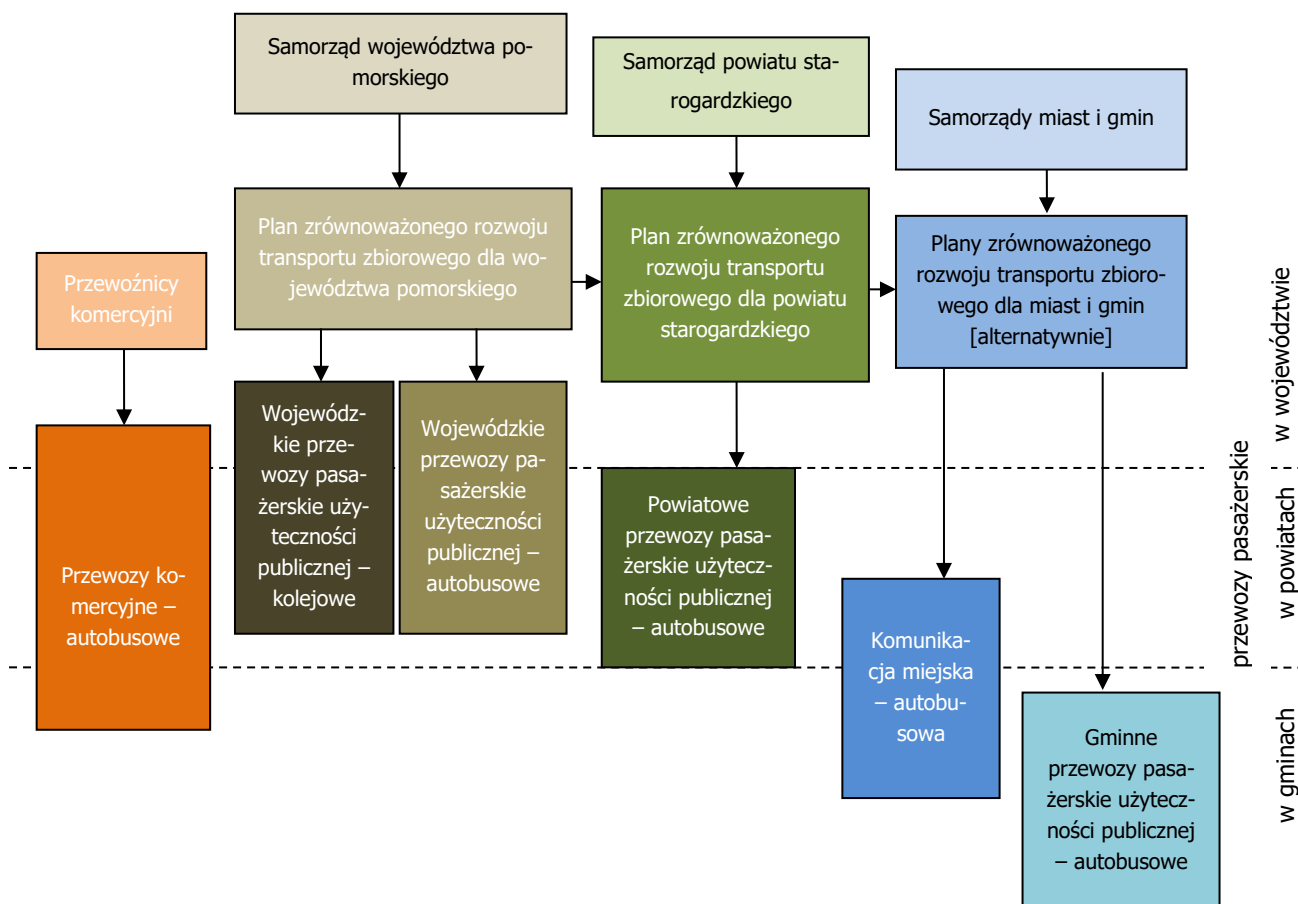 Samorząd województwa po-
morskiego
Samorząd powiatu sta-
rogardzkiego
Samorządy miast i gmin
Przewoźnicy
komercyjni
Plan zrównoważonego rozwoju
transportu zbiorowego dla wo-
jewództwa pomorskiego
Plan zrównoważonego
rozwoju transportu
zbiorowego dla powiatu
starogardzkiego
Plany zrównoważonego
rozwoju transportu zbioro-
wego dla miast i gmin
[alternatywnie]
Przewozy ko-
mercyjne –
autobusowe
Wojewódz-
kie prze-
wozy pasa-
żerskie uży-
teczności
publicznej –
kolejowe
Wojewódzkie
przewozy pa-
sażerskie
użyteczności
publicznej –
autobusowe
Powiatowe
przewozy pasa-
żerskie użytecz-
ności publicznej
– autobusowe
Komunika-
cja miejska
– autobu-
sowa
Gminne
przewozy pasa-
żerskie użytecz-
ności publicznej
– autobusowe
przewozy pasażerskie
w województwie
w powiatach
w gminach